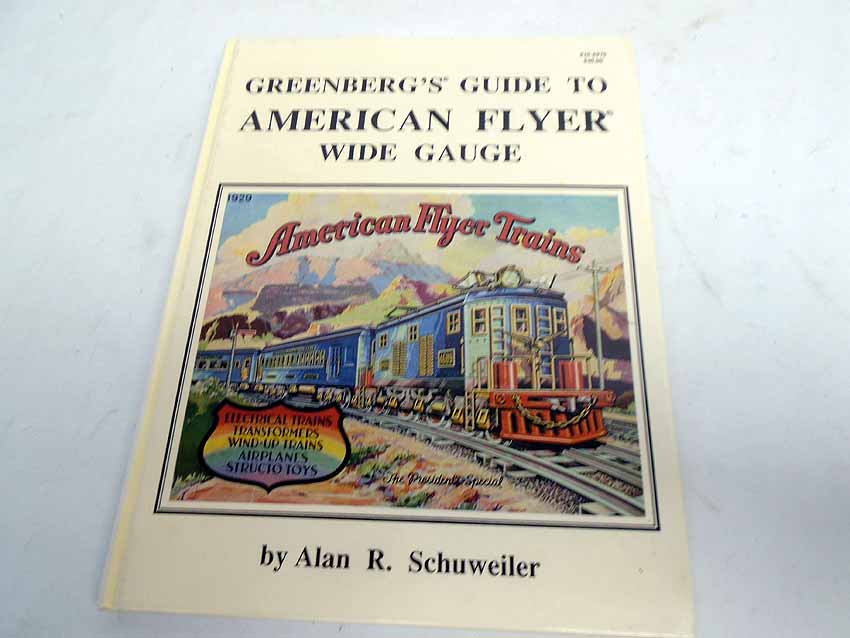 GREENBERG'S® GUIDE TO
AMERICAN FLYER®
WIDE GAUGE
1929
American Flyer Trains
ELECTRICAL TRAINS
TRANSFORMERS
WIND-UP TRAINS
AIRPLANES
STRUCTO TOYS
The President's Special
by Alan R. Schuweiler